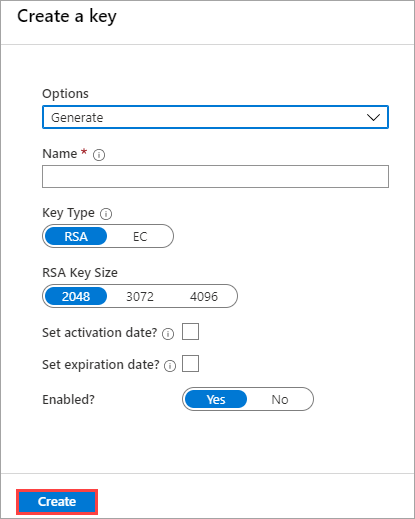 Create a key
Options
Generate
Name *
Key Type
RSA EC
RSA Key Size
2048 3072 4096
Set activation date?
Set expiration date?
Enabled? Yes No
Create